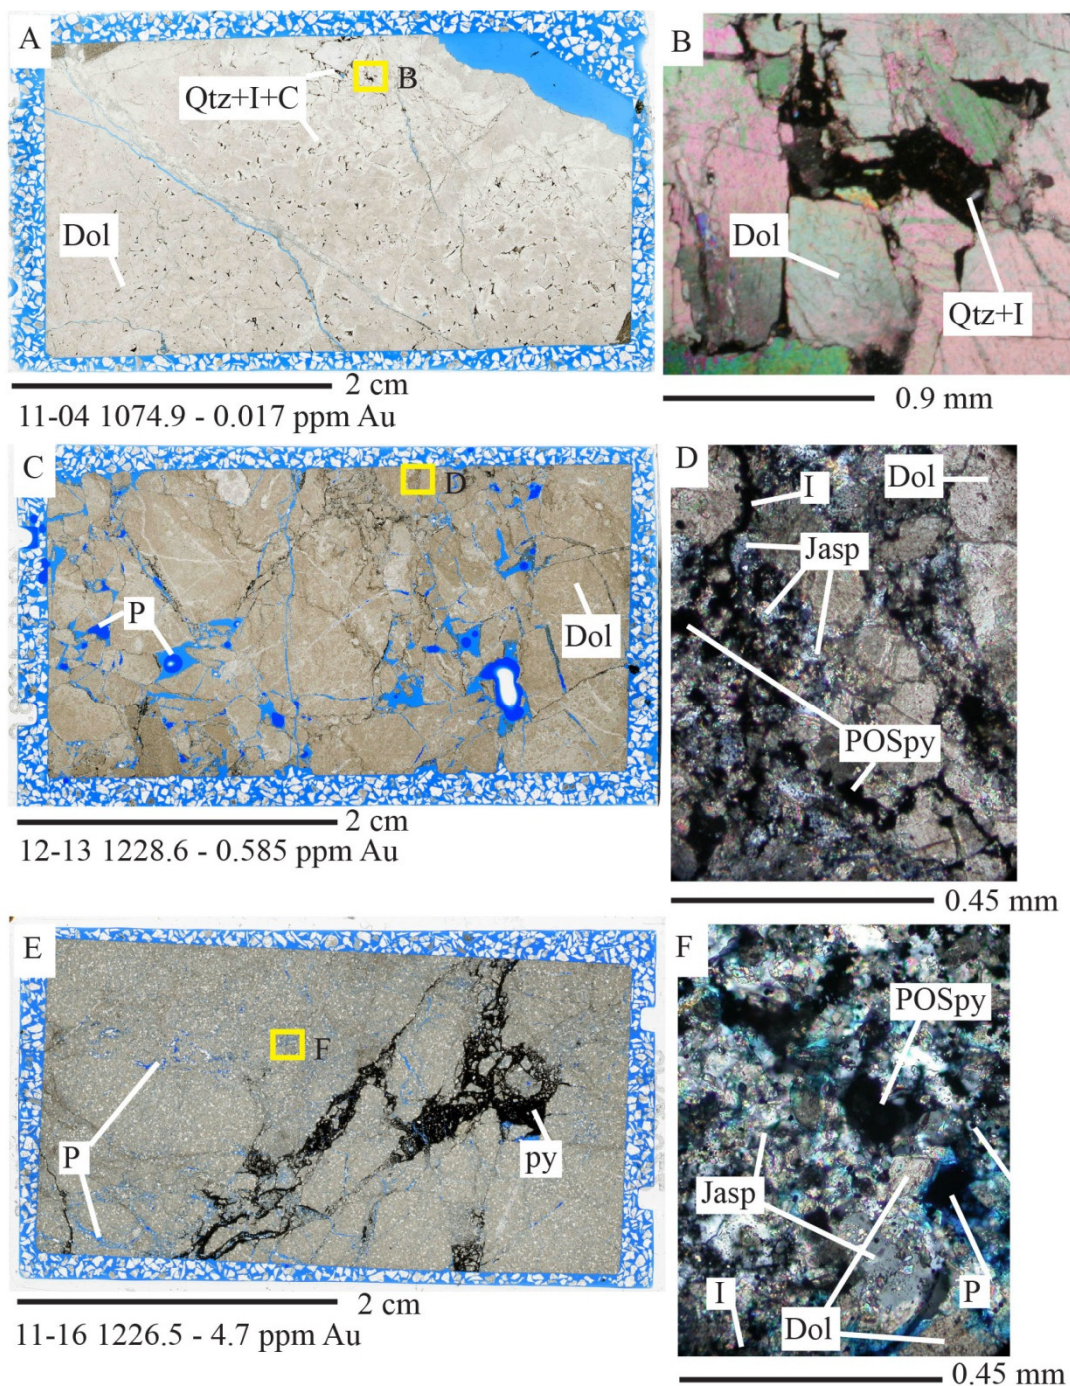 A
Qtz+I+C
B
Dol
2 cm
11-04 1074.9 - 0.017 ppm Au
B
Dol
Qtz+I
0.9 mm
C
D
P
Dol
2 cm
12-13 1228.6 - 0.585 ppm Au
D
I
Dol
Jasp
POSpy
0.45 mm
E
F
P
py
2 cm
11-16 1226.5 - 4.7 ppm Au
F
POSpy
Jasp
I
Dol
P
0.45 mm